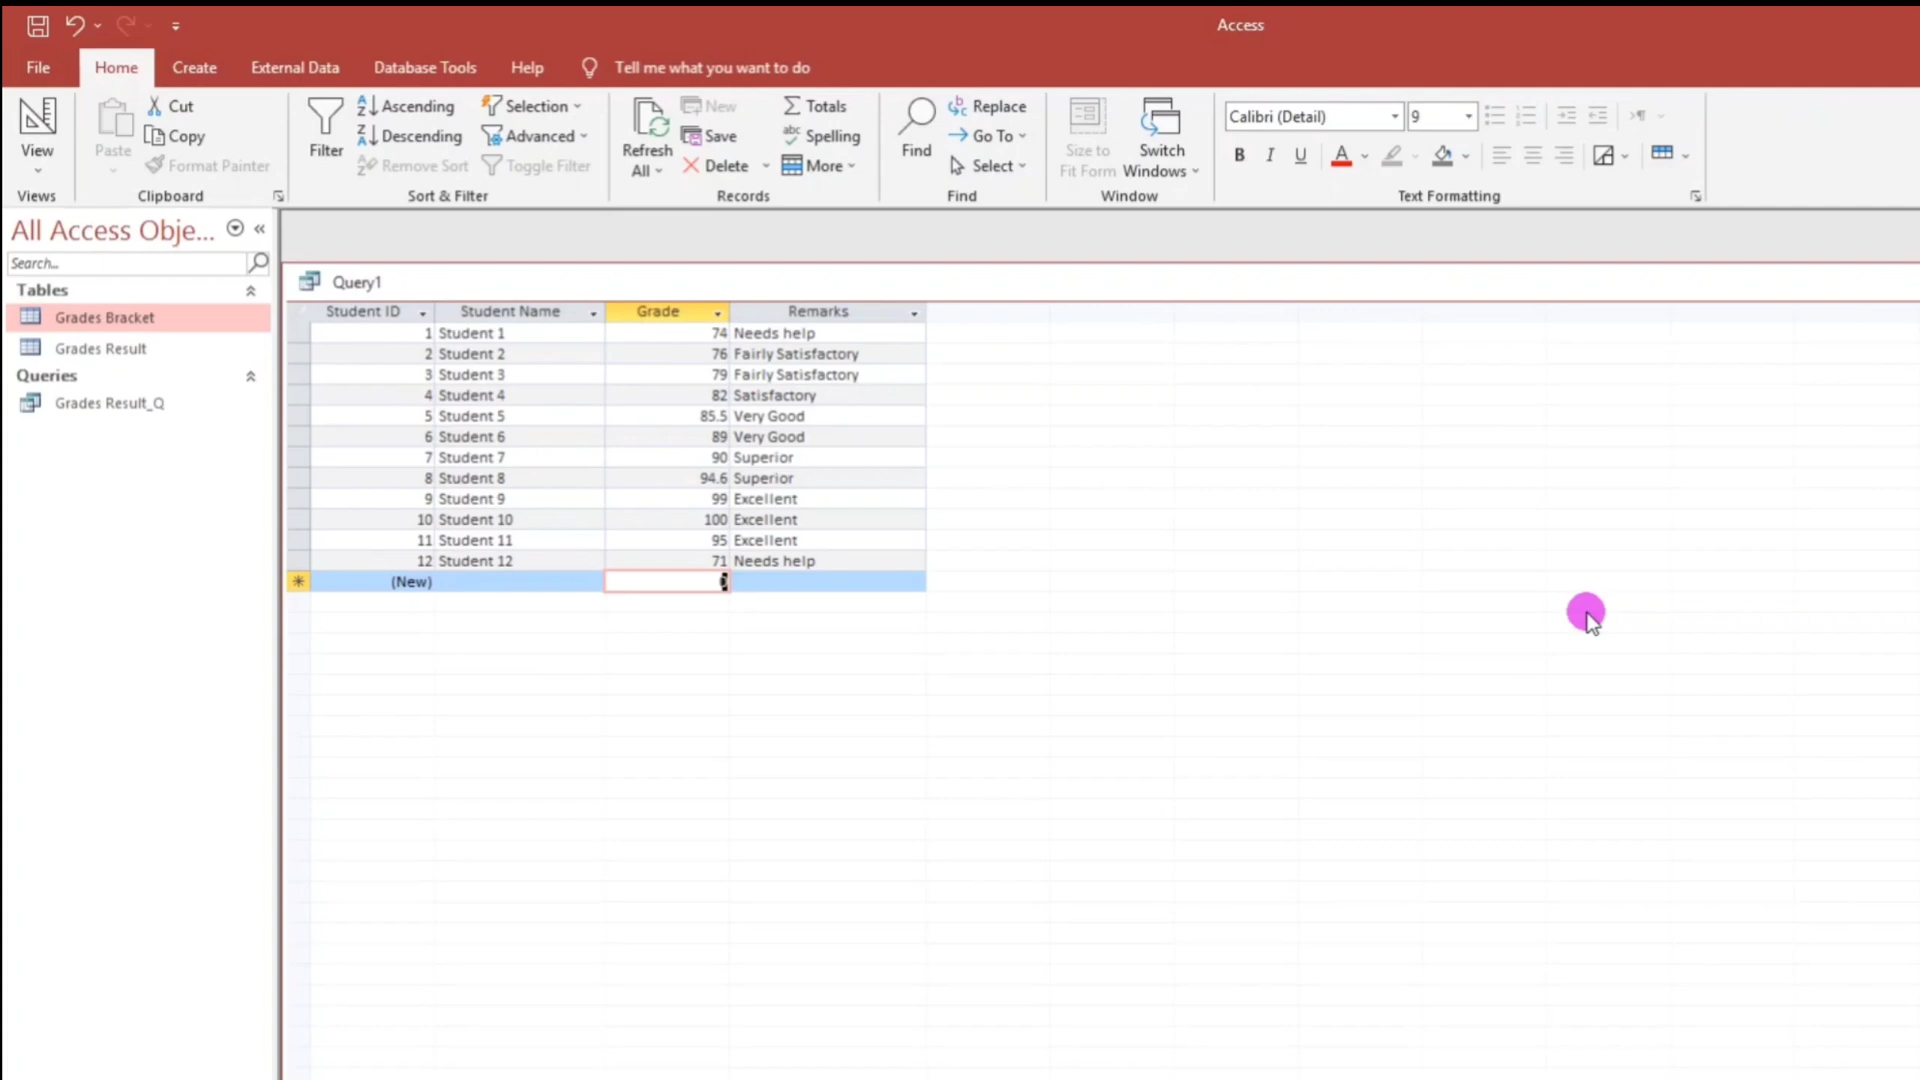 Access
File Home Create External Data Database Tools Help Tell me what you want to do
View
Views
Paste
Cut
Copy
Format Painter
Clipboard
Filter
Ascending
Descending
Remove Sort
Selection
Advanced
Toggle Filter
Sort & Filter
Refresh
All
New
Save
Delete
Totals
Spelling
More
Records
Find
Replace
Go To
Select
Find
Size to
Fit Form
Switch
Windows
Window
Calibri (Detail) 9
B I U A
Text Formatting
All Access Obje...
Search...
Tables
Grades Bracket
Grades Result
Queries
Grades Result_Q
Query1
Student ID Student Name Grade Remarks
1 Student 1 74 Needs help
2 Student 2 76 Fairly Satisfactory
3 Student 3 79 Fairly Satisfactory
4 Student 4 82 Satisfactory
5 Student 5 85.5 Very Good
6 Student 6 89 Very Good
7 Student 7 90 Superior
8 Student 8 94.6 Superior
9 Student 9 99 Excellent
10 Student 10 100 Excellent
11 Student 11 95 Excellent
12 Student 12 71 Needs help
(New)